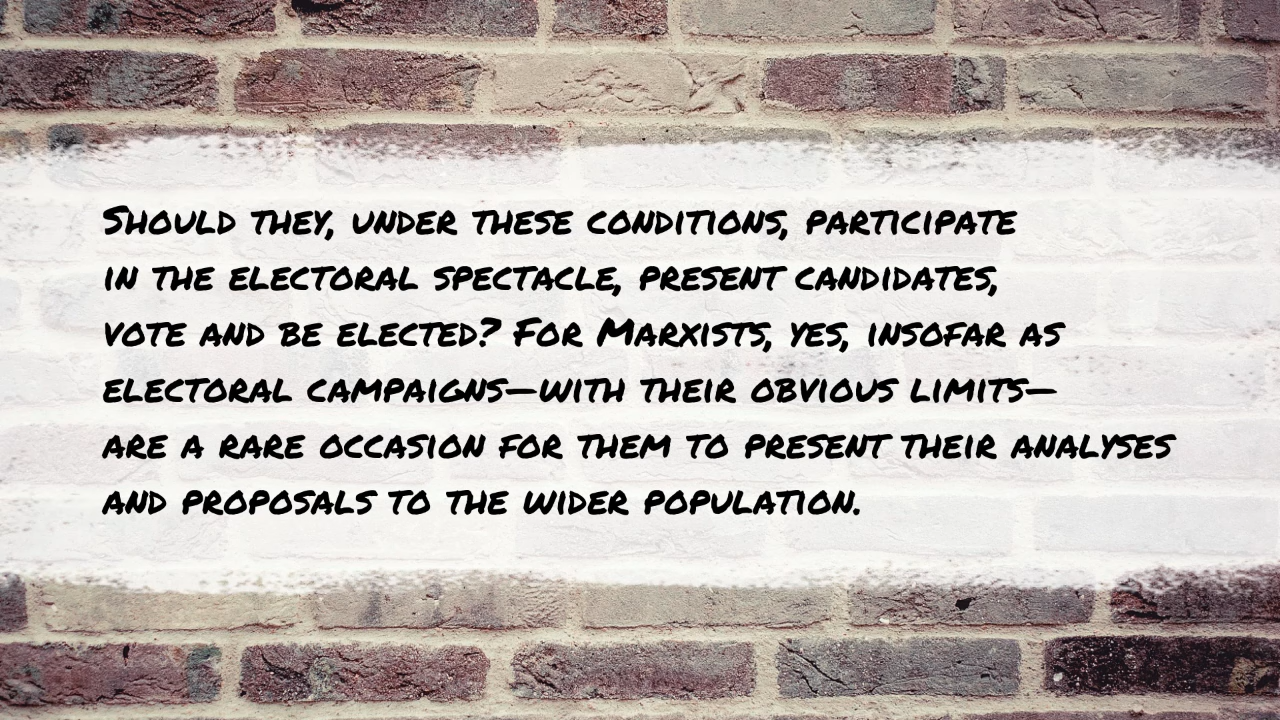 Should they, under these conditions, participate
in the electoral spectacle, present candidates,
vote and be elected? For Marxists, yes, insofar as
electoral campaigns—with their obvious limits—
are a rare occasion for them to present their analyses
and proposals to the wider population.